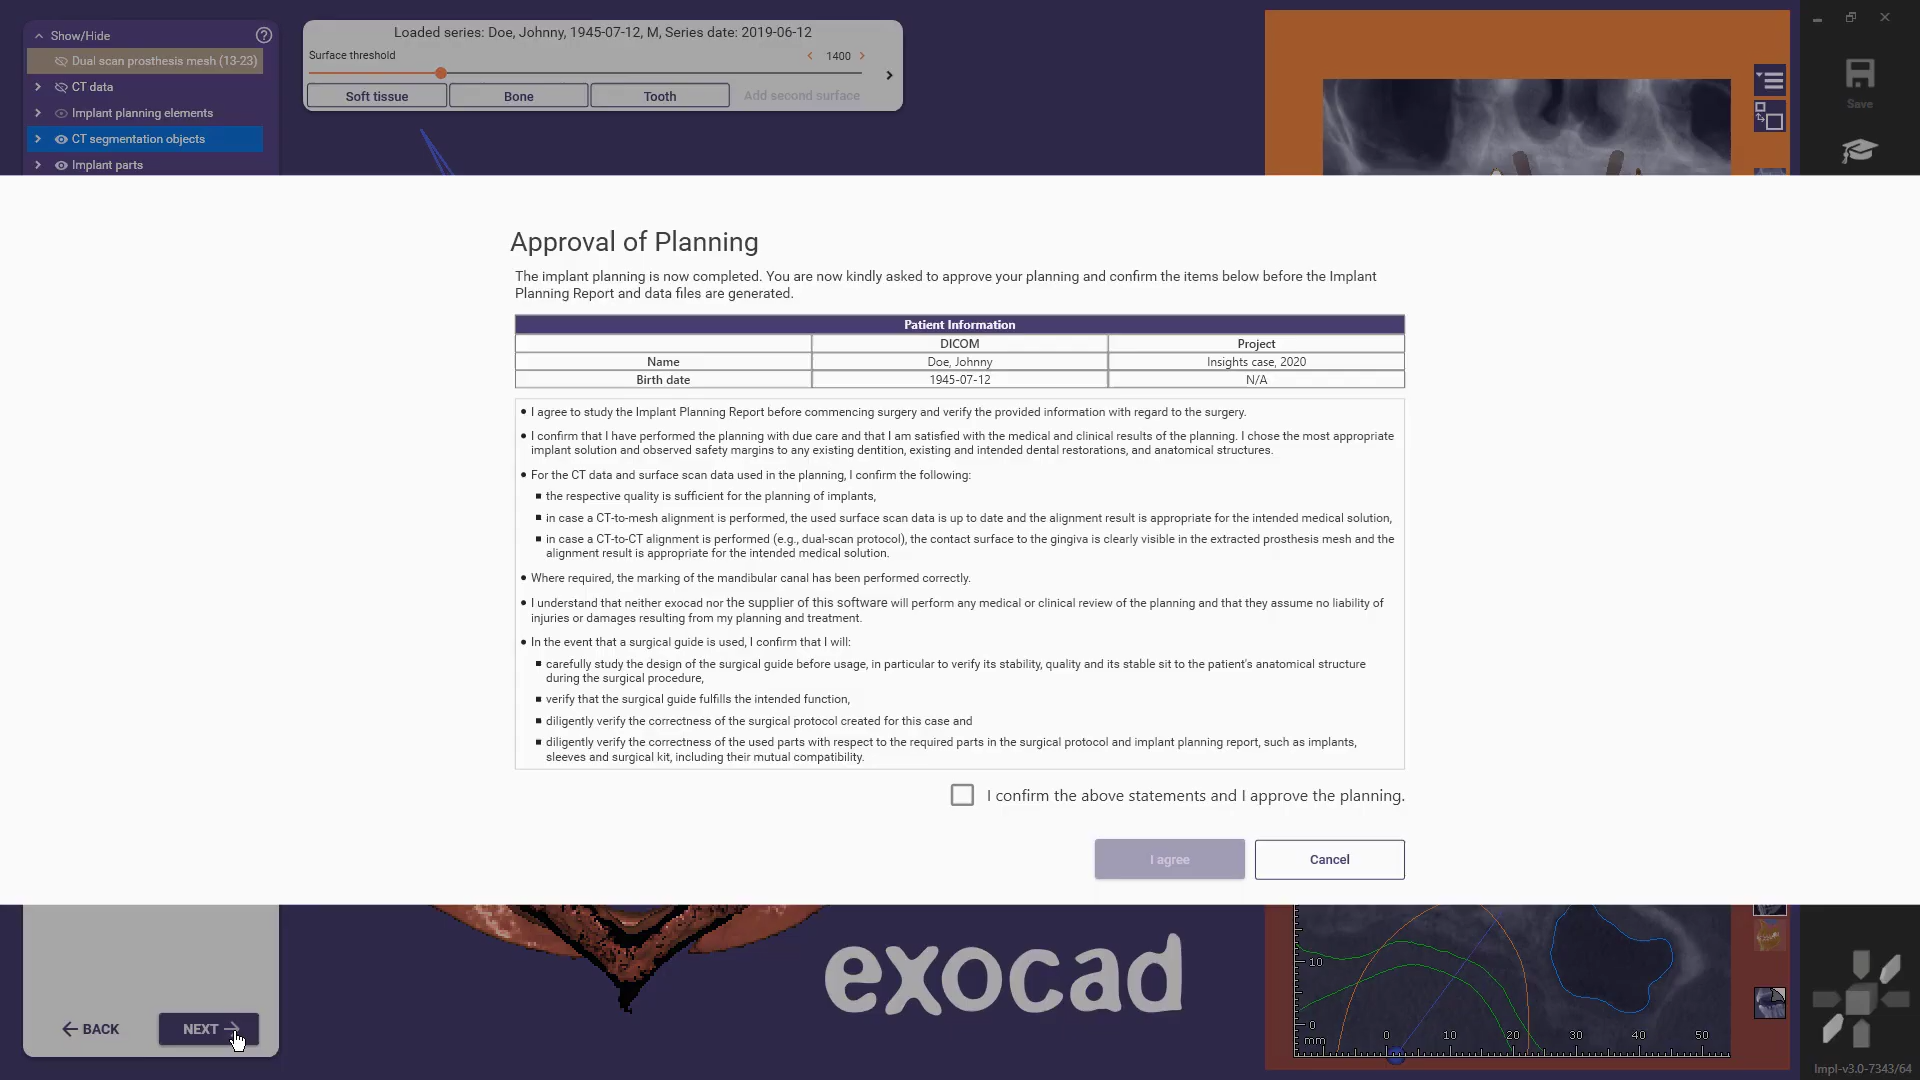 Show/Hide
Dual scan prosthesis mesh (13-23)
CT data
Implant planning elements
CT segmentation objects
Implant parts
Loaded series: Doe, Johnny, 1945-07-12, M, Series date: 2019-06-12
Surface threshold
1400
Soft tissue
Bone
Tooth
Add second surface
Save
Approval of Planning
The implant planning is now completed. You are now kindly asked to approve your planning and confirm the items below before the Implant
Planning Report and data files are generated.
Patient Information
DICOM Project
Name Doe, Johnny Insights case, 2020
Birth date 1945-07-12 N/A
• I agree to study the Implant Planning Report before commencing surgery and verify the provided information with regard to the surgery.
• I confirm that I have performed the planning with due care and that I am satisfied with the medical and clinical results of the planning. I chose the most appropriate
implant solution and observed safety margins to any existing dentition, existing and intended dental restorations, and anatomical structures.
• For the CT data and surface scan data used in the planning, I confirm the following:
▪ the respective quality is sufficient for the planning of implants,
▪ in case a CT-to-mesh alignment is performed, the used surface scan data is up to date and the alignment result is appropriate for the intended medical solution,
▪ in case a CT-to-CT alignment is performed (e.g., dual-scan protocol), the contact surface to the gingiva is clearly visible in the extracted prosthesis mesh and the
alignment result is appropriate for the intended medical solution.
• Where required, the marking of the mandibular canal has been performed correctly.
• I understand that neither exocad nor the supplier of this software will perform any medical or clinical review of the planning and that they assume no liability of
injuries or damages resulting from my planning and treatment.
• In the event that a surgical guide is used, I confirm that I will:
▪ carefully study the design of the surgical guide before usage, in particular to verify its stability, quality and its stable sit to the patient's anatomical structure
during the surgical procedure,
▪ verify that the surgical guide fulfills the intended function,
▪ diligently verify the correctness of the surgical protocol created for this case and
▪ diligently verify the correctness of the used parts with respect to the required parts in the surgical protocol and implant planning report, such as implants,
sleeves and surgical kit, including their mutual compatibility.
I confirm the above statements and I approve the planning.
I agree
Cancel
exocad
10
0
mm
0 10 20 30 40 50
BACK
NEXT
Impl-v3.0-7343/64